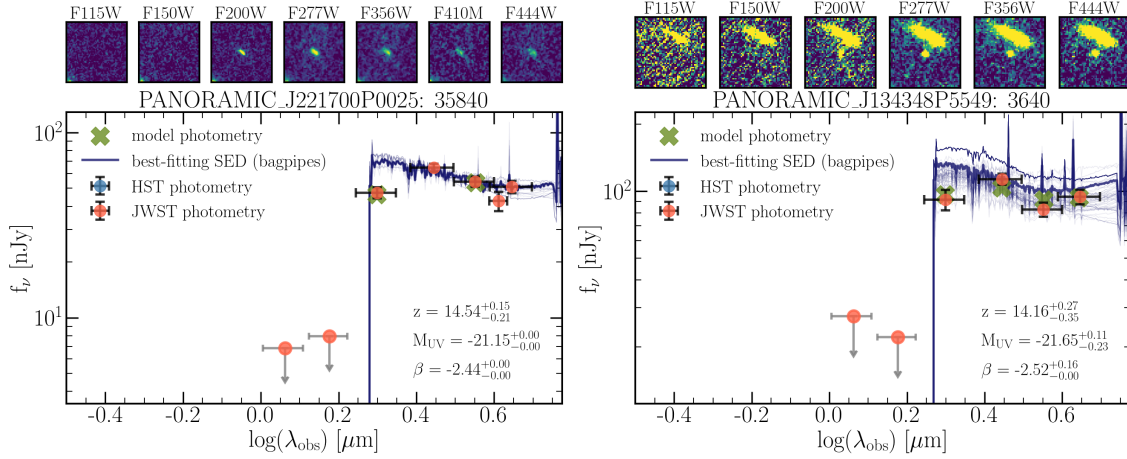 F115W F150W F200W F277W F356W F410M F444W
PANORAMIC_J221700P0025: 35840
10²
model photometry
best-fitting SED (bagpipes)
HST photometry
JWST photometry
f_ν [nJy]
10¹
z = 14.54^{+0.15}_{-0.21}
M_UV = -21.15^{+0.00}_{-0.00}
β = -2.44^{+0.00}_{-0.00}
-0.4 -0.2 0.0 0.2 0.4 0.6
log(λ_obs) [μm]
F115W F150W F200W F277W F356W F444W
PANORAMIC_J134348P5549: 3640
model photometry
best-fitting SED (bagpipes)
HST photometry
JWST photometry
10²
f_ν [nJy]
z = 14.16^{+0.27}_{-0.35}
M_UV = -21.65^{+0.11}_{-0.23}
β = -2.52^{+0.16}_{-0.00}
-0.4 -0.2 0.0 0.2 0.4 0.6
log(λ_obs) [μm]